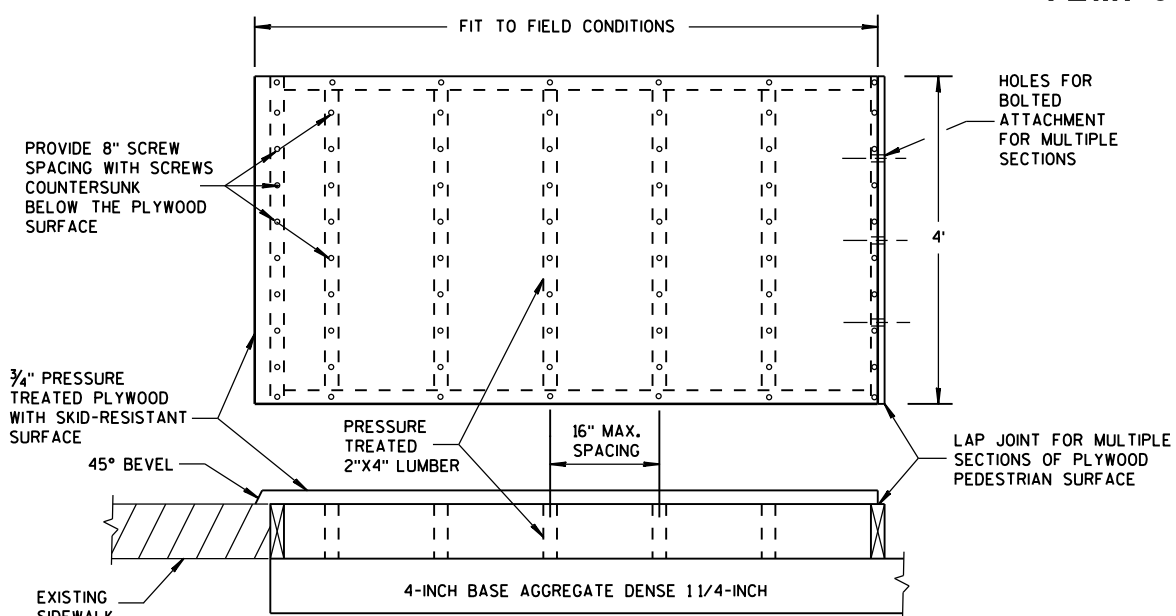 FIT TO FIELD CONDITIONS
HOLES FOR
BOLTED
ATTACHMENT
FOR MULTIPLE
SECTIONS
PROVIDE 8" SCREW
SPACING WITH SCREWS
COUNTERSUNK
BELOW THE PLYWOOD
SURFACE
4'
3/4" PRESSURE
TREATED PLYWOOD
WITH SKID-RESISTANT
SURFACE
PRESSURE
TREATED
2"X4" LUMBER
16" MAX.
SPACING
LAP JOINT FOR MULTIPLE
SECTIONS OF PLYWOOD
PEDESTRIAN SURFACE
45° BEVEL
4-INCH BASE AGGREGATE DENSE 1 1/4-INCH
EXISTING
SIDEWALK